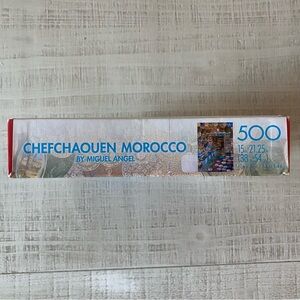 CHEFCHAOUEN MOROCCO
BY MIGUEL ANGEL
500
15 21.25
38 54